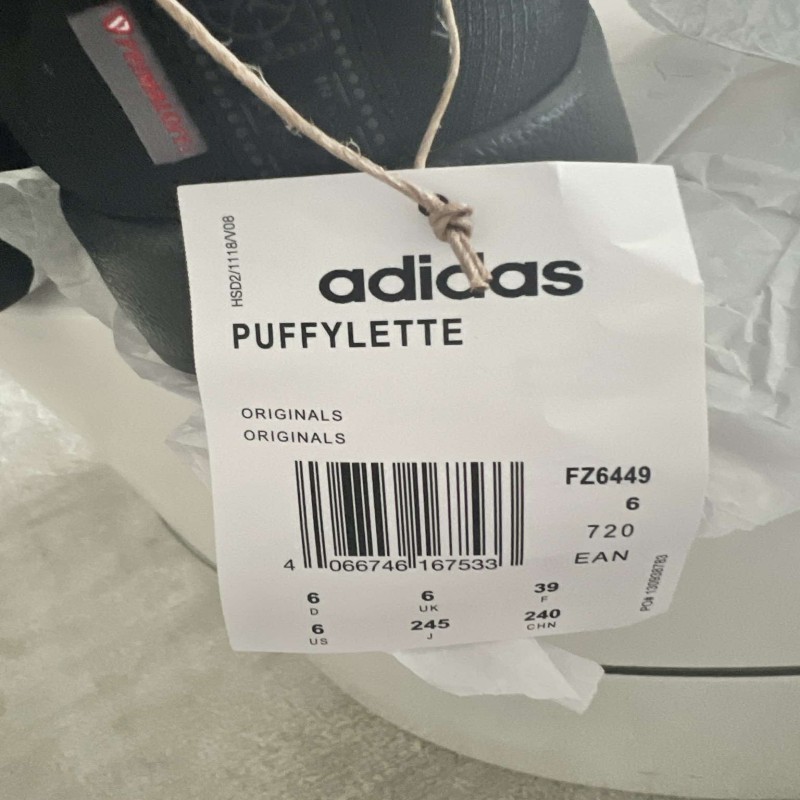 PRIMALOFT
HSD2/1118/V08
adidas
PUFFYLETTE
ORIGINALS
ORIGINALS
FZ6449
6
720
EAN
4 066746 167533
6 6 39
D UK F
6 245 240
US J CHN